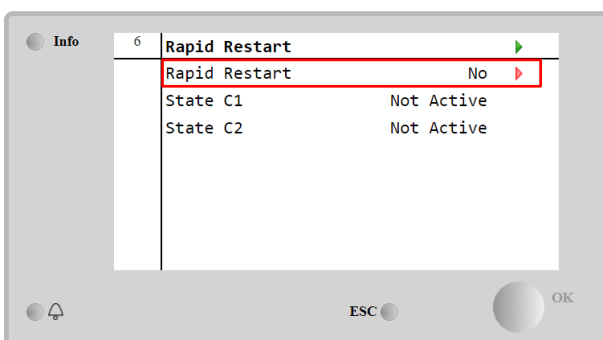 Info
6 Rapid Restart
Rapid Restart No
State C1 Not Active
State C2 Not Active
ESC
OK